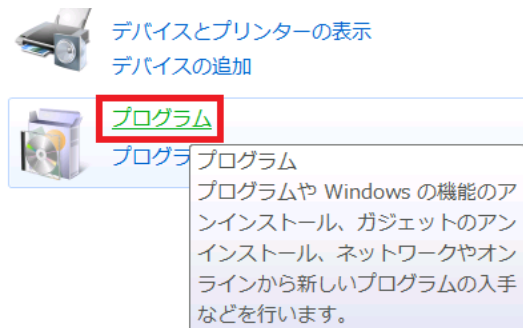 デバイスとプリンターの表示
デバイスの追加
プログラム
プログラ
プログラム
プログラムや Windows の機能のア
ンインストール、ガジェットのアン
インストール、ネットワークやオン
ラインから新しいプログラムの入手
などを行います。